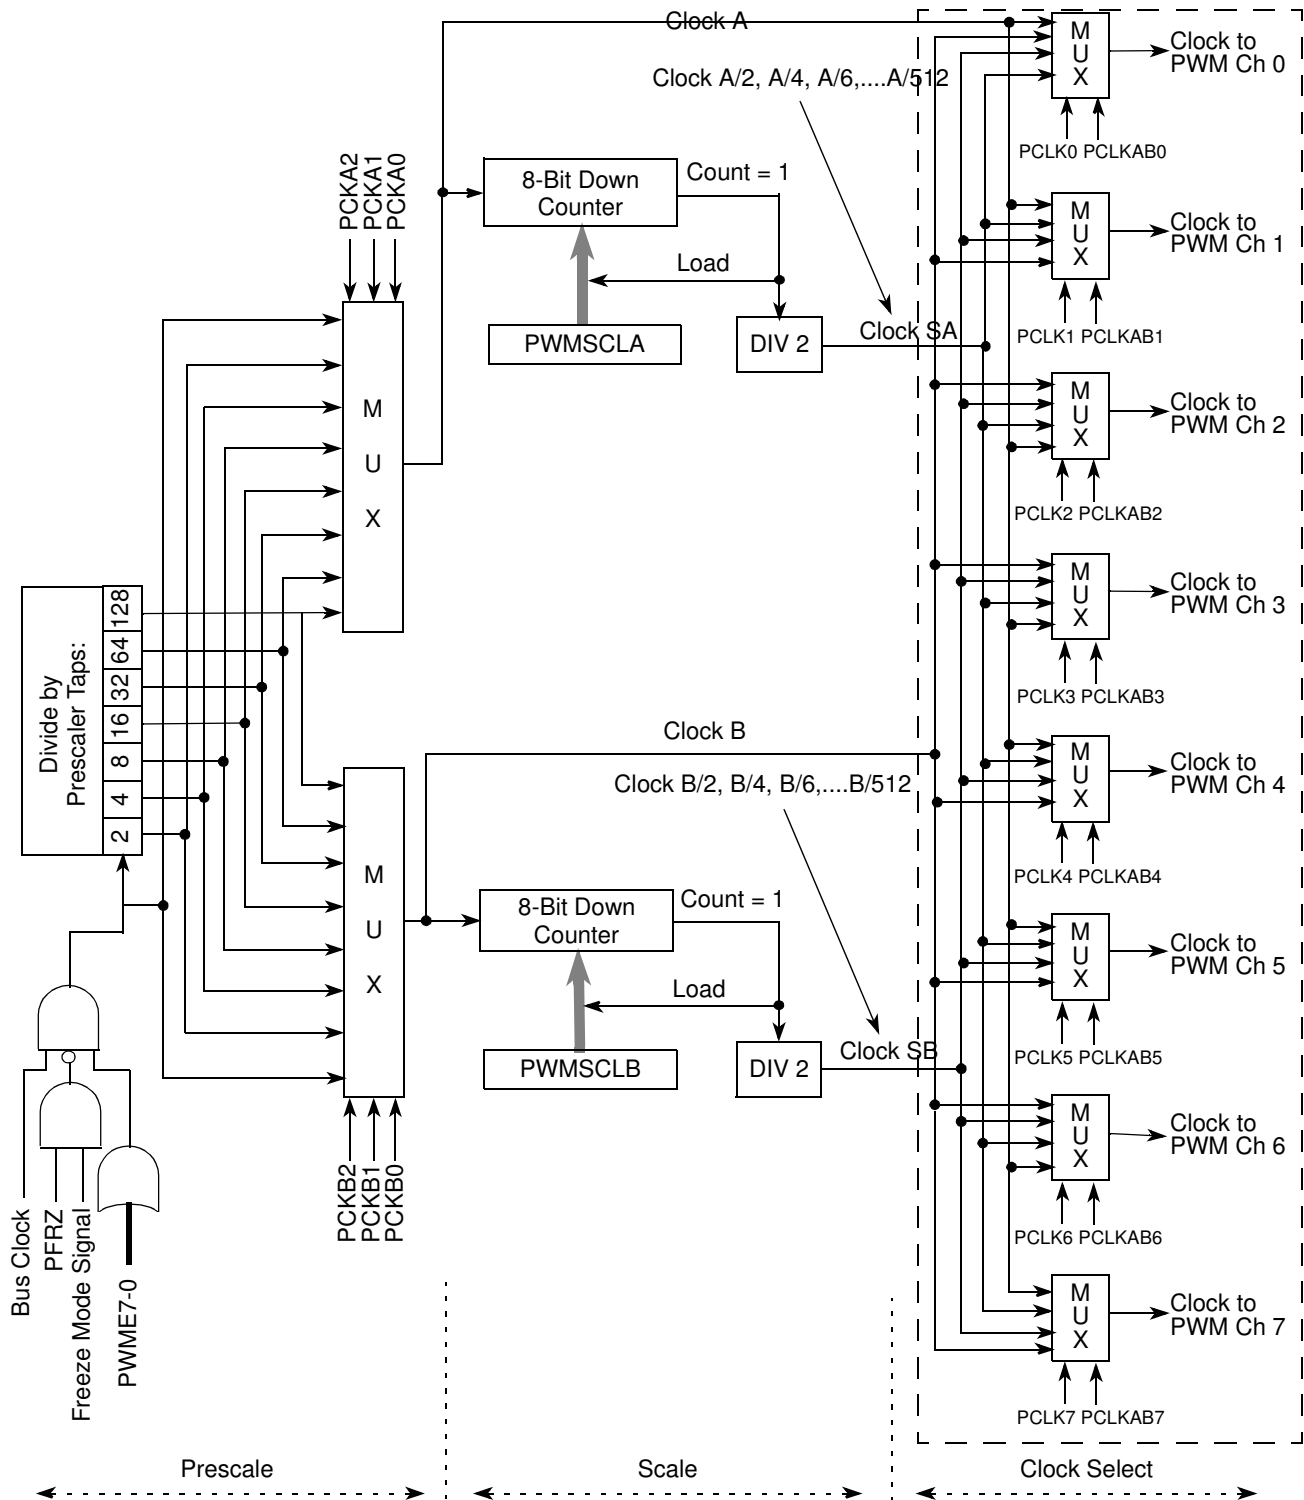 Clock A
Clock A/2, A/4, A/6,....A/512
PCKA2
PCKA1
PCKA0
8-Bit Down
Counter
Count = 1
Load
PWMSCLA
DIV 2
Clock SA
M
U
X
Divide by
Prescaler Taps:
128
64
32
16
8
4
2
Clock B
Clock B/2, B/4, B/6,....B/512
M
U
X
8-Bit Down
Counter
Count = 1
Load
PWMSCLB
DIV 2
Clock SB
PCKB2
PCKB1
PCKB0
Bus Clock
PFRZ
Freeze Mode Signal
PWME7-0
M
U
X
Clock to
PWM Ch 0
PCLK0 PCLKAB0
M
U
X
Clock to
PWM Ch 1
PCLK1 PCLKAB1
M
U
X
Clock to
PWM Ch 2
PCLK2 PCLKAB2
M
U
X
Clock to
PWM Ch 3
PCLK3 PCLKAB3
M
U
X
Clock to
PWM Ch 4
PCLK4 PCLKAB4
M
U
X
Clock to
PWM Ch 5
PCLK5 PCLKAB5
M
U
X
Clock to
PWM Ch 6
PCLK6 PCLKAB6
M
U
X
Clock to
PWM Ch 7
PCLK7 PCLKAB7
Prescale
Scale
Clock Select